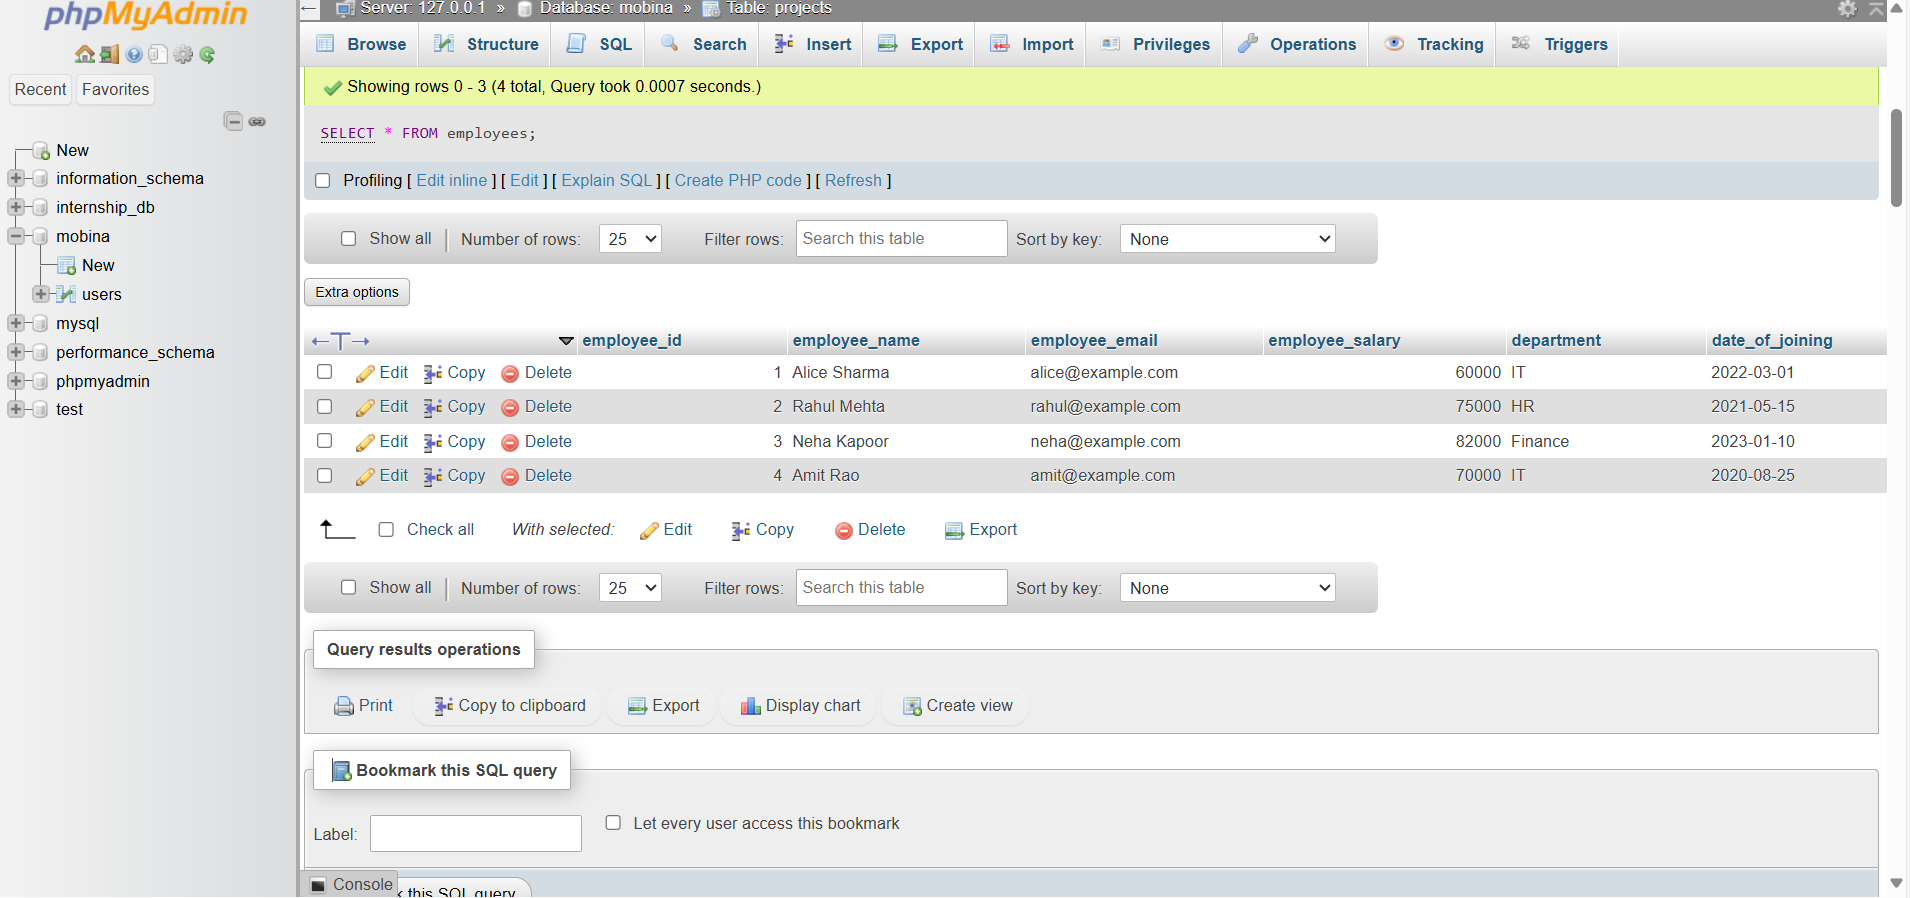 phpMyAdmin
Recent Favorites
New
information_schema
internship_db
mobina
New
users
mysql
performance_schema
phpmyadmin
test
Server: 127.0.0.1 » Database: mobina » Table: projects
Browse Structure SQL Search Insert Export Import Privileges Operations Tracking Triggers
Showing rows 0 - 3 (4 total, Query took 0.0007 seconds.)
SELECT * FROM employees;
Profiling [ Edit inline ] [ Edit ] [ Explain SQL ] [ Create PHP code ] [ Refresh ]
Show all Number of rows: 25 Filter rows: Search this table Sort by key: None
Extra options
employee_id employee_name employee_email employee_salary department date_of_joining
Edit Copy Delete 1 Alice Sharma alice@example.com 60000 IT 2022-03-01
Edit Copy Delete 2 Rahul Mehta rahul@example.com 75000 HR 2021-05-15
Edit Copy Delete 3 Neha Kapoor neha@example.com 82000 Finance 2023-01-10
Edit Copy Delete 4 Amit Rao amit@example.com 70000 IT 2020-08-25
Check all With selected: Edit Copy Delete Export
Show all Number of rows: 25 Filter rows: Search this table Sort by key: None
Query results operations
Print Copy to clipboard Export Display chart Create view
Bookmark this SQL query
Label: Let every user access this bookmark
Console
this SQL query